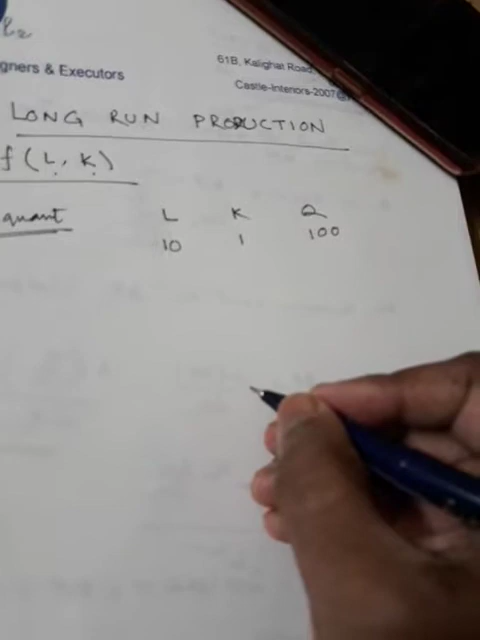 gners & Executors
61B, Kalighat Road,
Castle-Interiors-2007@
LONG RUN PRODUCTION
f (L, K)
quant L K Q
10 1 100